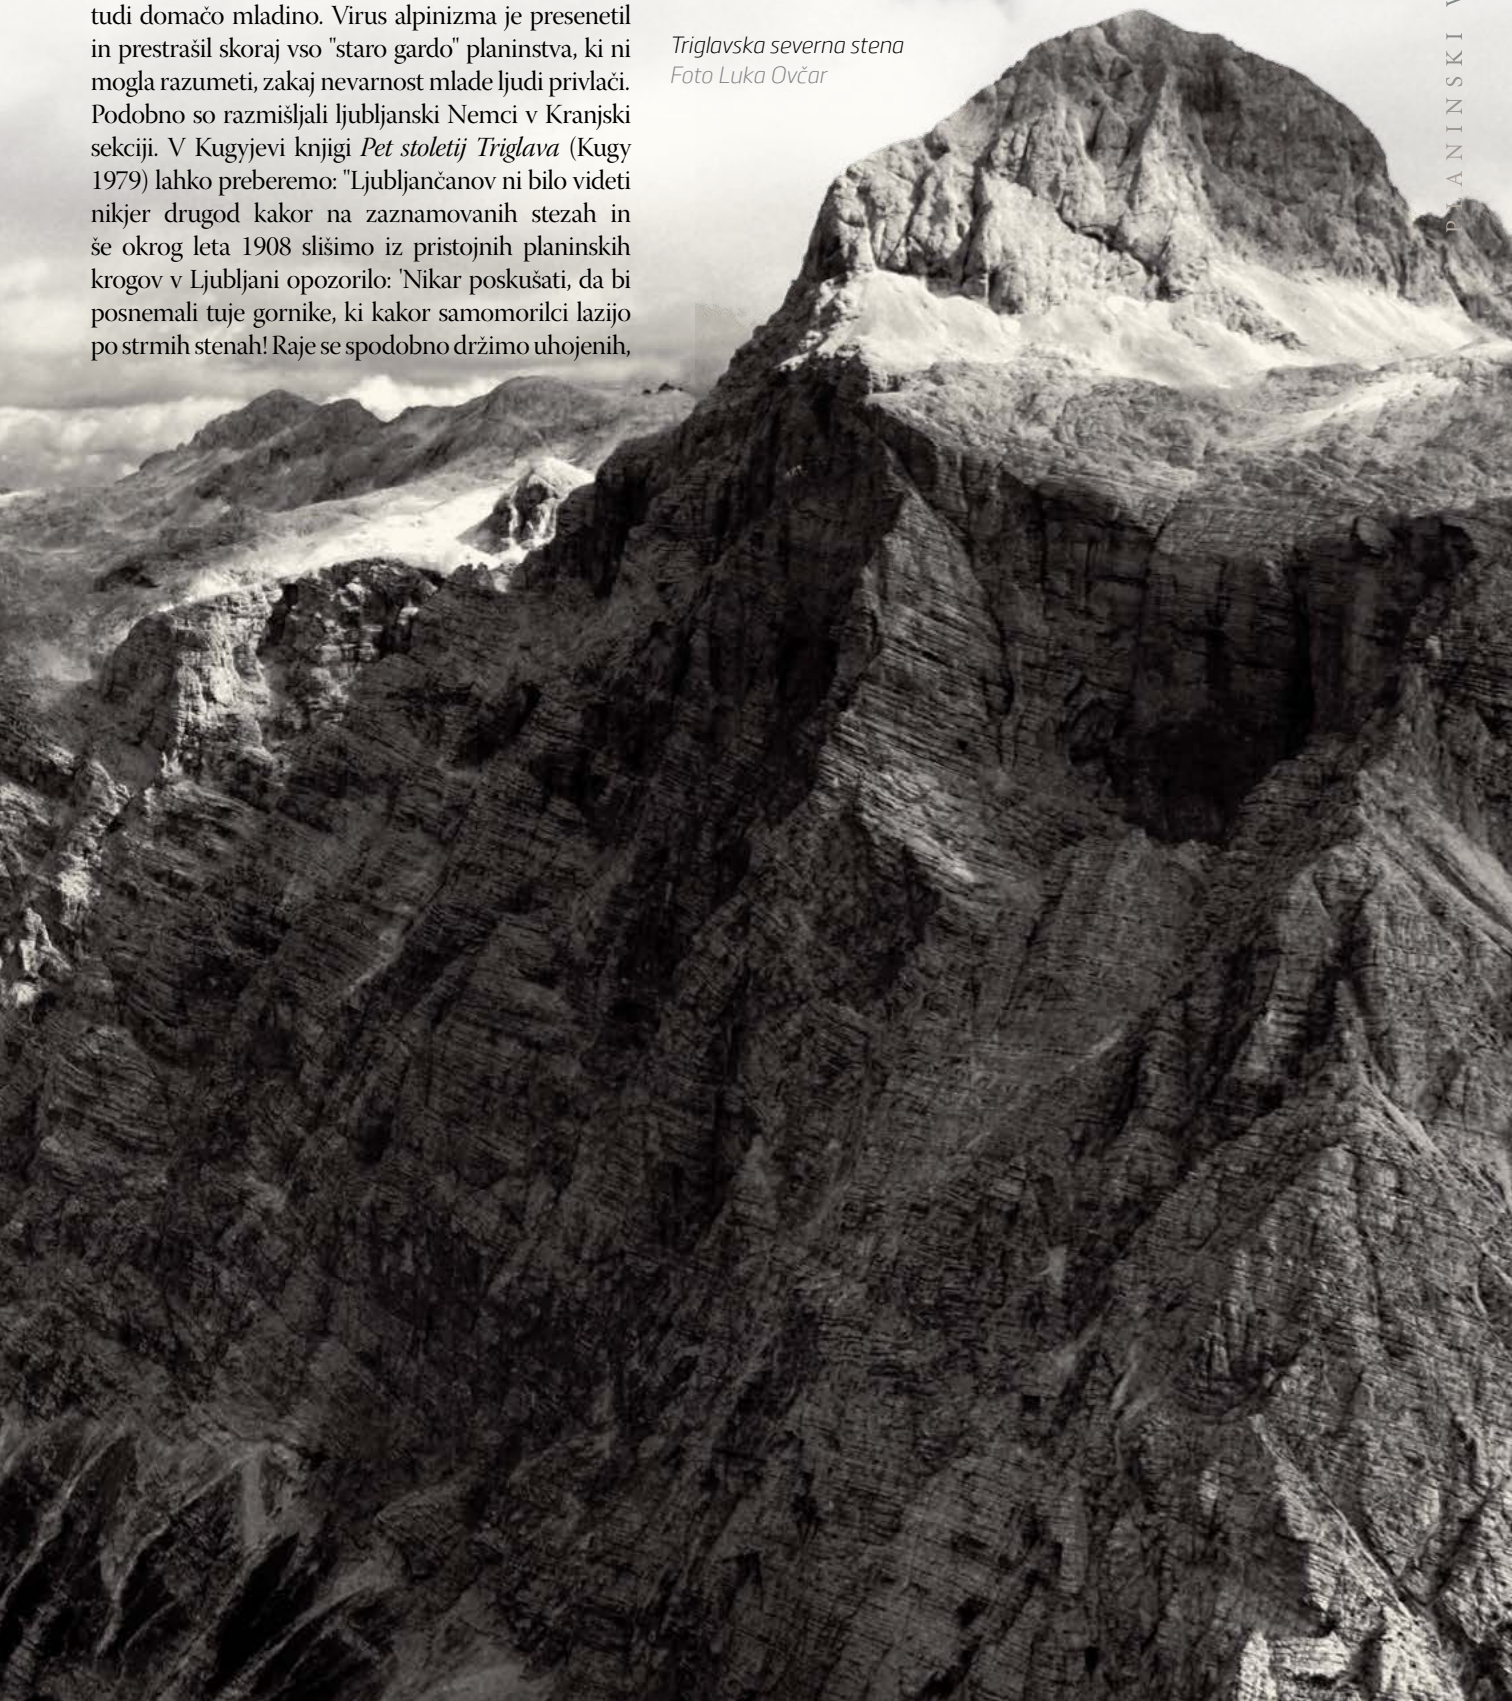 tudi domačo mladino. Virus alpinizma je presenetil
in prestrašil skoraj vso "staro gardo" planinstva, ki ni
mogla razumeti, zakaj nevarnost mlade ljudi privlači.
Podobno so razmišljali ljubljanski Nemci v Kranjski
sekciji. V Kugyjevi knjigi Pet stoletij Triglava (Kugy
1979) lahko preberemo: "Ljubljančanov ni bilo videti
nikjer drugod kakor na zaznamovanih stezah in
še okrog leta 1908 slišimo iz pristojnih planinskih
krogov v Ljubljani opozorilo: 'Nikar poskušati, da bi
posnemali tuje gornike, ki kakor samomorilci lazijo
po strmih stenah! Raje se spodobno držimo uhojenih,
Triglavska severna stena
Foto Luka Ovčar
PLANINSKI